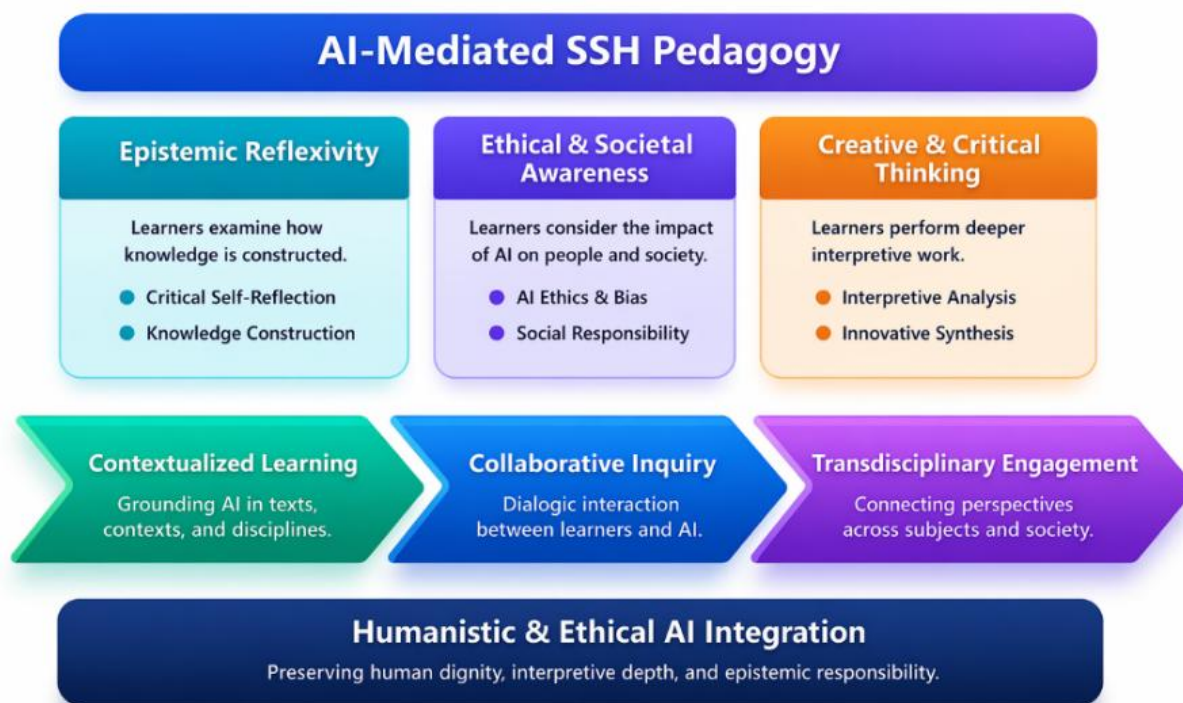 AI-Mediated SSH Pedagogy
Epistemic Reflexivity
Learners examine how
knowledge is constructed.
Critical Self-Reflection
Knowledge Construction
Ethical & Societal
Awareness
Learners consider the impact
of AI on people and society.
AI Ethics & Bias
Social Responsibility
Creative & Critical
Thinking
Learners perform deeper
interpretive work.
Interpretive Analysis
Innovative Synthesis
Contextualized Learning
Grounding AI in texts,
contexts, and disciplines.
Collaborative Inquiry
Dialogic interaction
between learners and AI.
Transdisciplinary Engagement
Connecting perspectives
across subjects and society.
Humanistic & Ethical AI Integration
Preserving human dignity, interpretive depth, and epistemic responsibility.